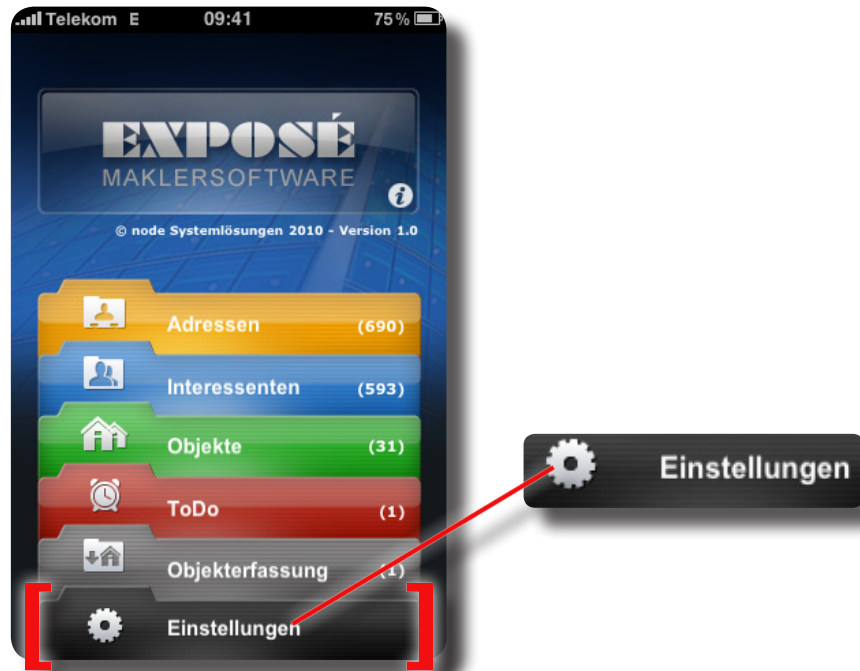 Telekom E 09:41 75%
EXPOSÉ
MAKLERSOFTWARE
i
© node Systemlösungen 2010 - Version 1.0
Adressen (690)
Interessenten (593)
Objekte (31)
ToDo (1)
Objekterfassung (1)
Einstellungen
Einstellungen